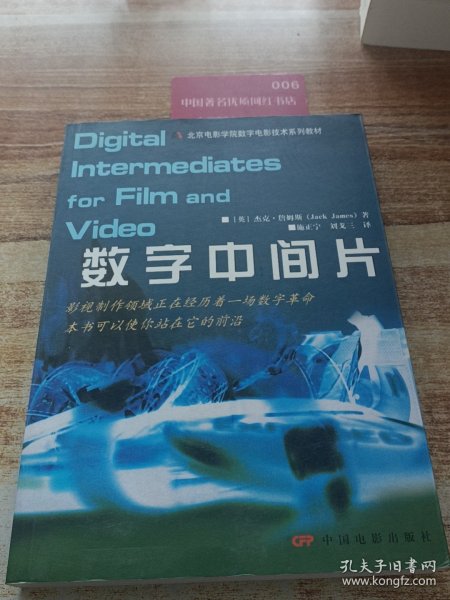 006
中国著名优质网红书店
Digital
Intermediates
for Film and
Video
北京电影学院数字电影技术系列教材
[英] 杰克·詹姆斯 (Jack James) 著
施正宁 刘戈三 译
数字中间片
影视制作领域正在经历着一场数字革命
本书可以使你站在它的前沿
CFP 中国电影出版社
孔夫子旧书网
www.kongfz.com